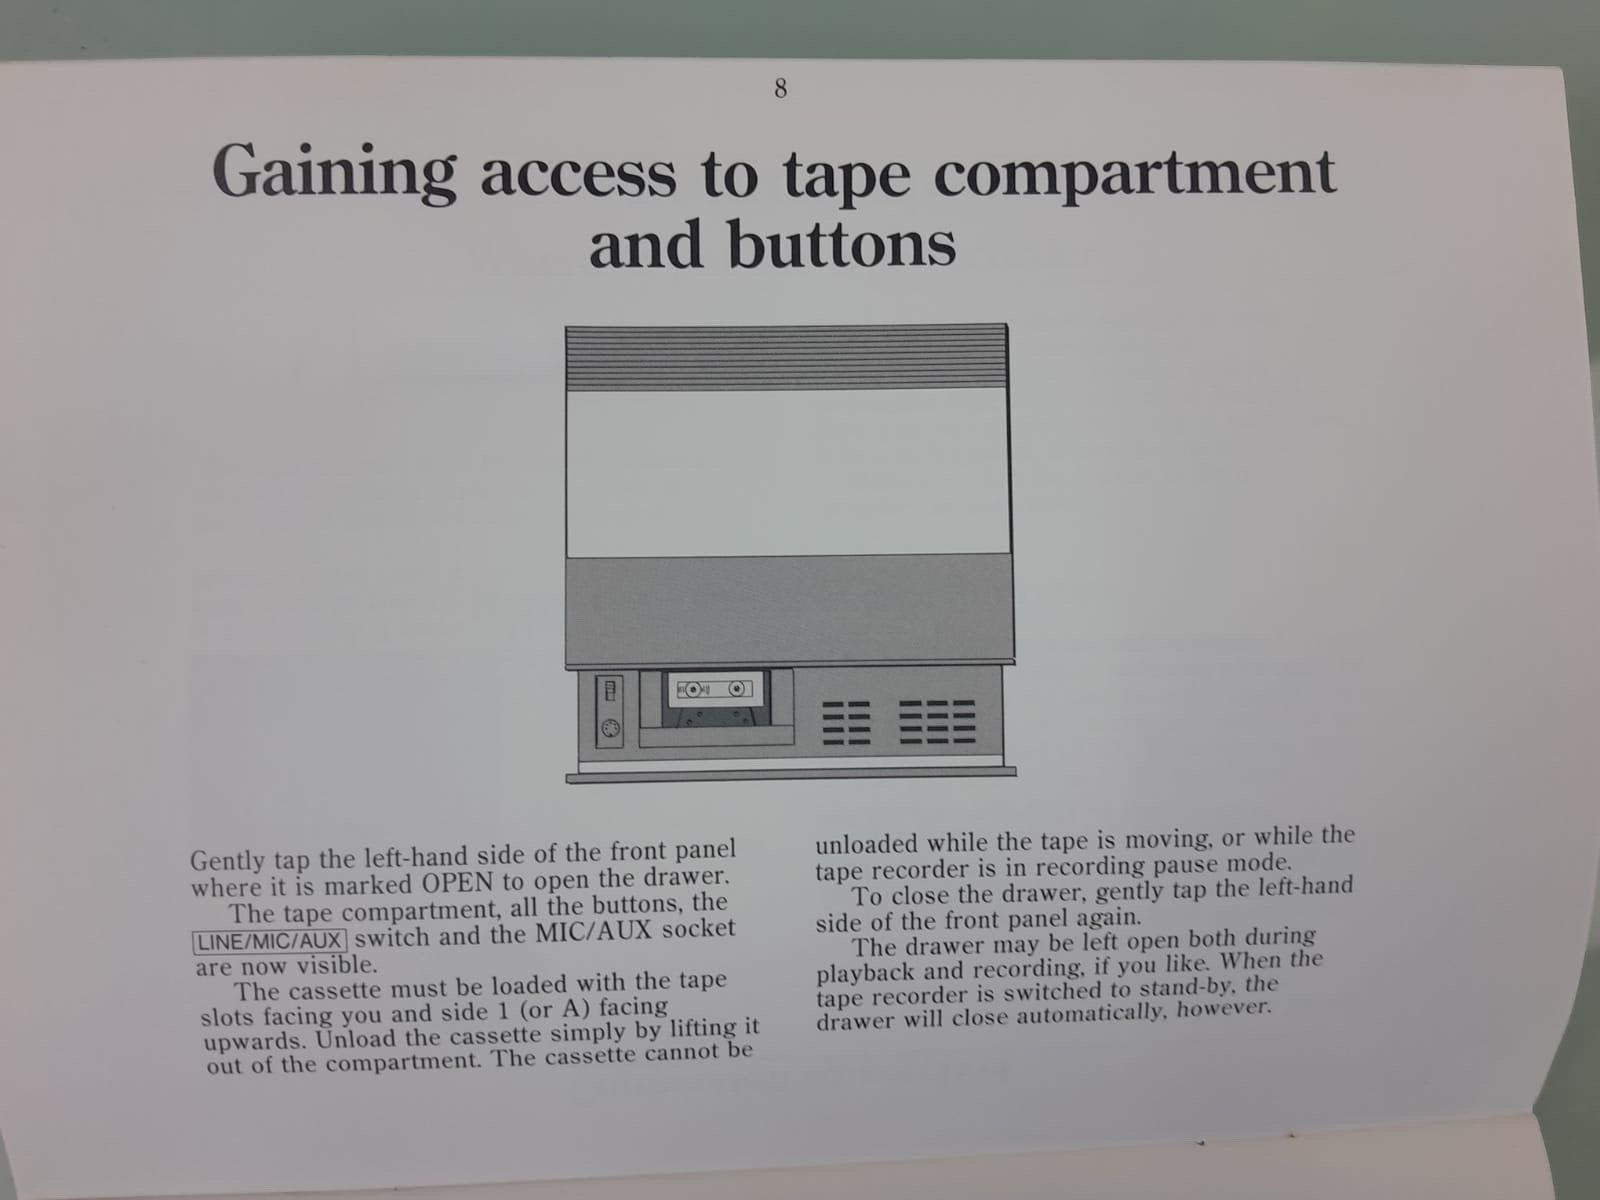 8
Gaining access to tape compartment
and buttons
Gently tap the left-hand side of the front panel
where it is marked OPEN to open the drawer.
The tape compartment, all the buttons, the
LINE/MIC/AUX switch and the MIC/AUX socket
are now visible.
The cassette must be loaded with the tape
slots facing you and side 1 (or A) facing
upwards. Unload the cassette simply by lifting it
out of the compartment. The cassette cannot be
unloaded while the tape is moving, or while the
tape recorder is in recording pause mode.
To close the drawer, gently tap the left-hand
side of the front panel again.
The drawer may be left open both during
playback and recording, if you like. When the
tape recorder is switched to stand-by, the
drawer will close automatically, however.